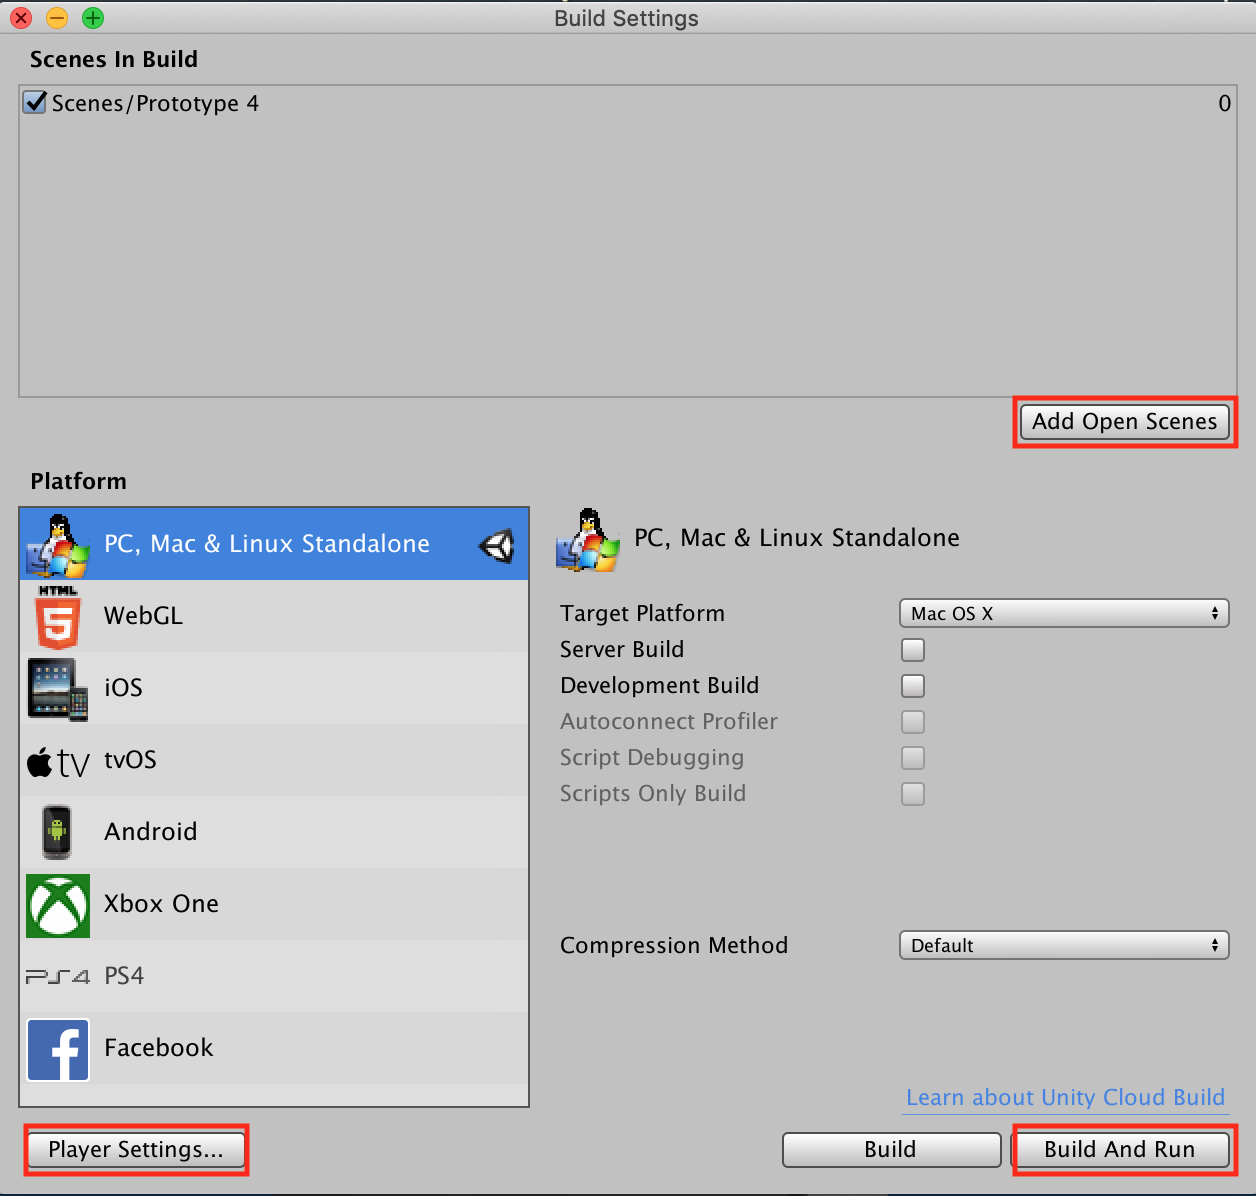 Build Settings
Scenes In Build
Scenes/Prototype 4 0
Add Open Scenes
Platform
PC, Mac & Linux Standalone
HTML
5
WebGL
iOS
tv
tvOS
Android
Xbox One
PS4
PS4
f
Facebook
PC, Mac & Linux Standalone
Target Platform Mac OS X
Server Build
Development Build
Autoconnect Profiler
Script Debugging
Scripts Only Build
Compression Method Default
Learn about Unity Cloud Build
Player Settings...
Build
Build And Run